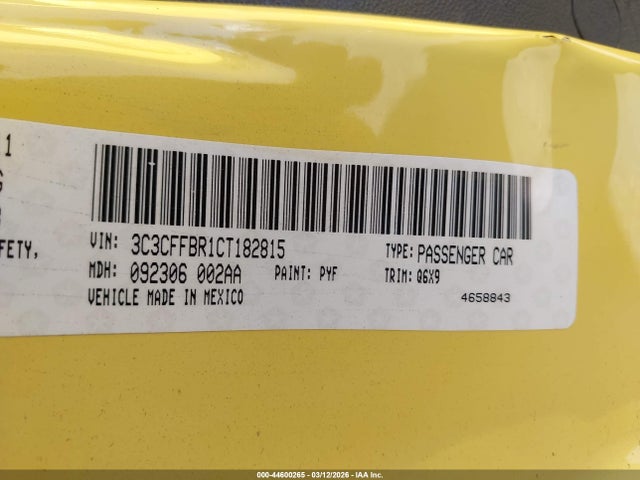 1
FETY,
VIN: 3C3CFFBR1CT182815
TYPE: PASSENGER CAR
MDH: 092306 002AA
PAINT: PYF
TRIM: Q6X9
VEHICLE MADE IN MEXICO
4658843
000-44600265 - 03/12/2026 - IAA Inc.